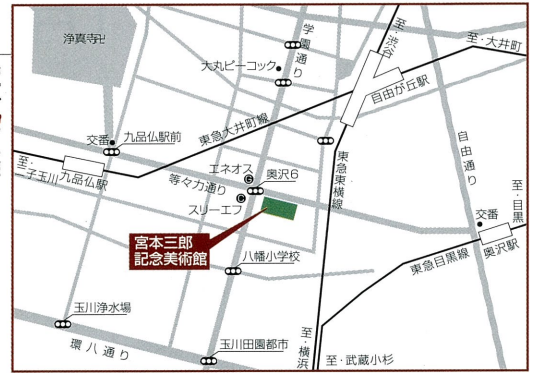 浄真寺卍
学園通り
大丸ピーコック
至・渋谷
至・大井町
自由が丘駅
交番
九品仏駅前
東急大井町線
自由通り
至・二子玉川
九品仏駅
等々力通り
エネオス
奥沢6
東急東横線
至・目黒
スリーエフ
交番
奥沢駅
宮本三郎
記念美術館
八幡小学校
東急目黒線
玉川浄水場
環八通り
玉川田園都市
至・横浜
至・武蔵小杉